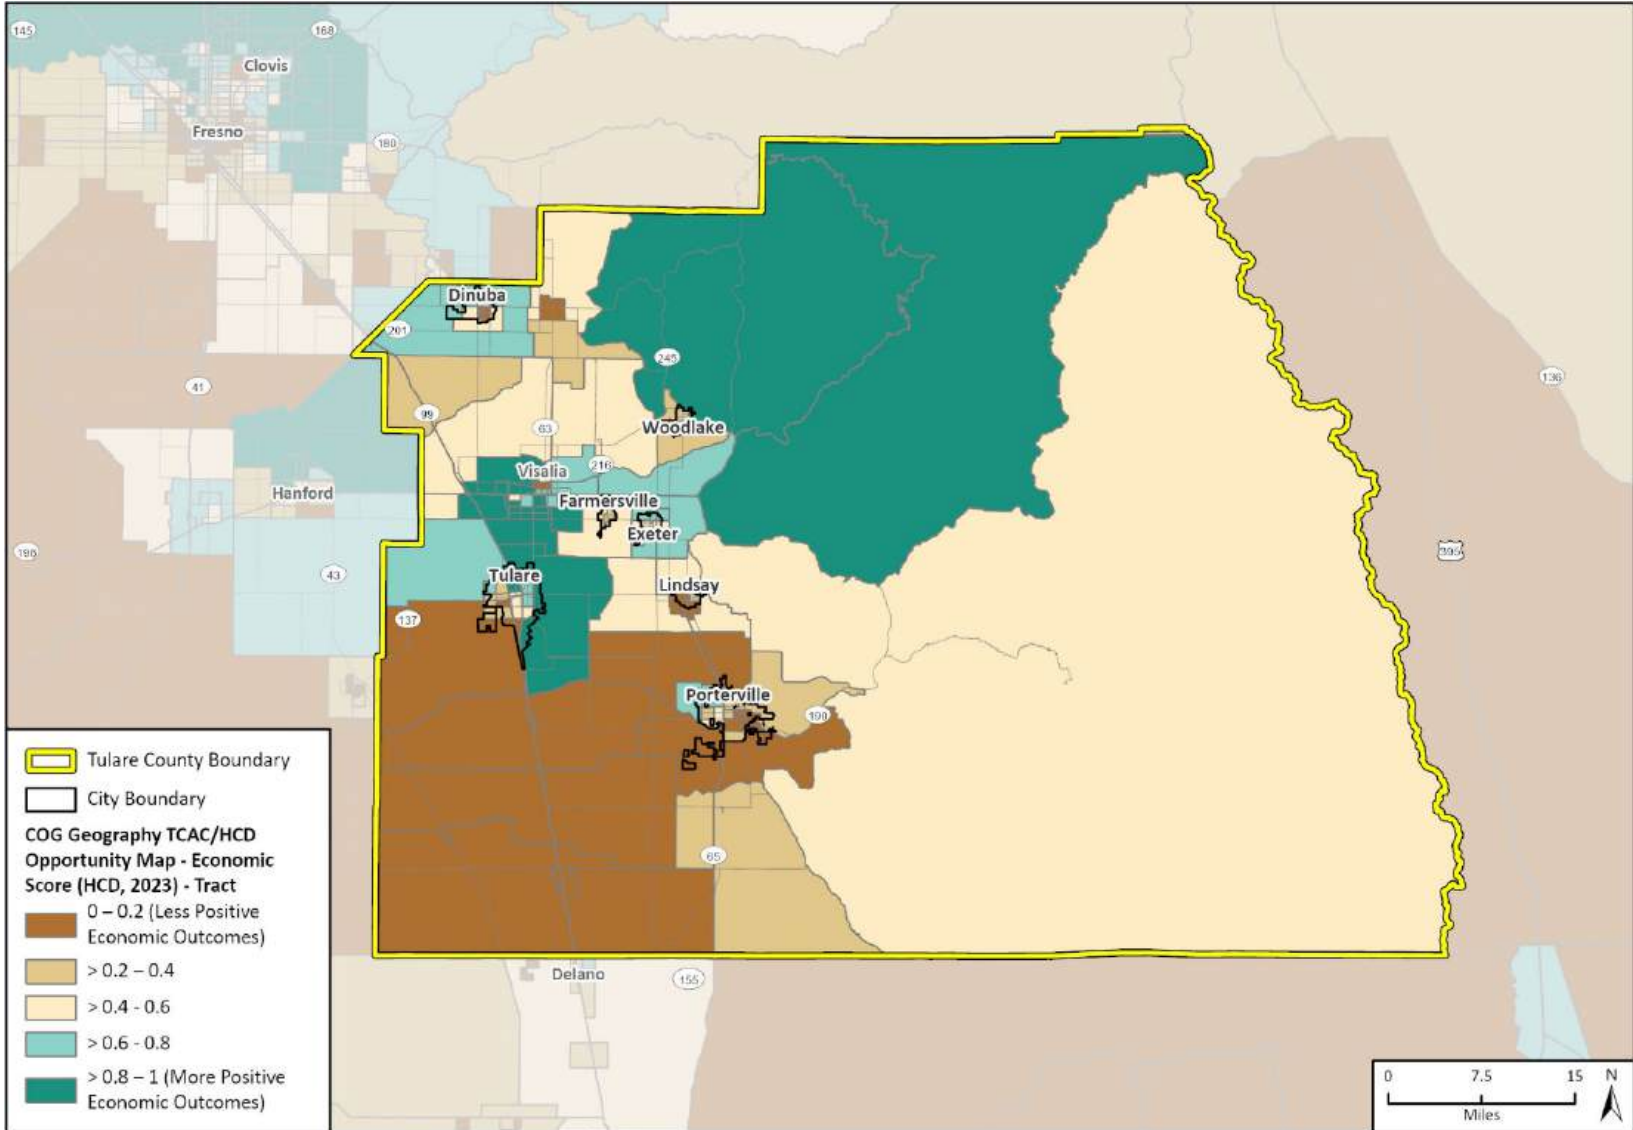 145
168
Clovis
Fresno
180
Dinuba
201
245
41
136
99
63
Woodlake
Visalia
216
Hanford
Farmersville
Exeter
198
395
43
Tulare
Lindsay
137
Porterville
190
65
Delano
155
Tulare County Boundary
City Boundary
COG Geography TCAC/HCD
Opportunity Map - Economic
Score (HCD, 2023) - Tract
0 – 0.2 (Less Positive
Economic Outcomes)
> 0.2 – 0.4
> 0.4 - 0.6
> 0.6 - 0.8
> 0.8 – 1 (More Positive
Economic Outcomes)
0 7.5 15 N
Miles